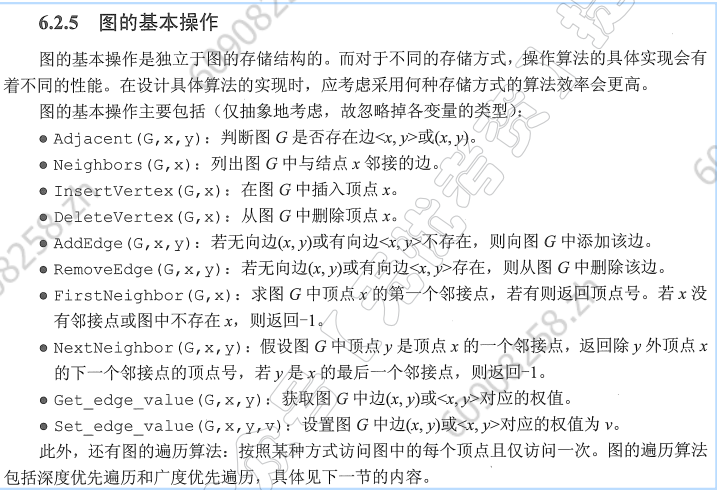 6.2.5 图的基本操作
图的基本操作是独立于图的存储结构的。而对于不同的存储方式，操作算法的具体实现会有
着不同的性能。在设计具体算法的实现时，应考虑采用何种存储方式的算法效率会更高。
图的基本操作主要包括（仅抽象地考虑，故忽略掉各变量的类型）：
● Adjacent(G,x,y)：判断图 G 是否存在边<x, y>或(x, y)。
● Neighbors(G,x)：列出图 G 中与结点 x 邻接的边。
● InsertVertex(G,x)：在图 G 中插入顶点 x。
● DeleteVertex(G,x)：从图 G 中删除顶点 x。
● AddEdge(G,x,y)：若无向边(x, y)或有向边<x, y>不存在，则向图 G 中添加该边。
● RemoveEdge(G,x,y)：若无向边(x, y)或有向边<x, y>存在，则从图 G 中删除该边。
● FirstNeighbor(G,x)：求图 G 中顶点 x 的第一个邻接点，若有则返回顶点号。若 x 没
有邻接点或图中不存在 x，则返回-1。
● NextNeighbor(G,x,y)：假设图 G 中顶点 y 是顶点 x 的一个邻接点，返回除 y 外顶点 x
的下一个邻接点的顶点号，若 y 是 x 的最后一个邻接点，则返回-1。
● Get_edge_value(G,x,y)：获取图 G 中边(x, y)或<x, y>对应的权值。
● Set_edge_value(G,x,y,v)：设置图 G 中边(x, y)或<x, y>对应的权值为 v。
此外，还有图的遍历算法：按照某种方式访问图中的每个顶点且仅访问一次。图的遍历算法
包括深度优先遍历和广度优先遍历，具体见下一节的内容。